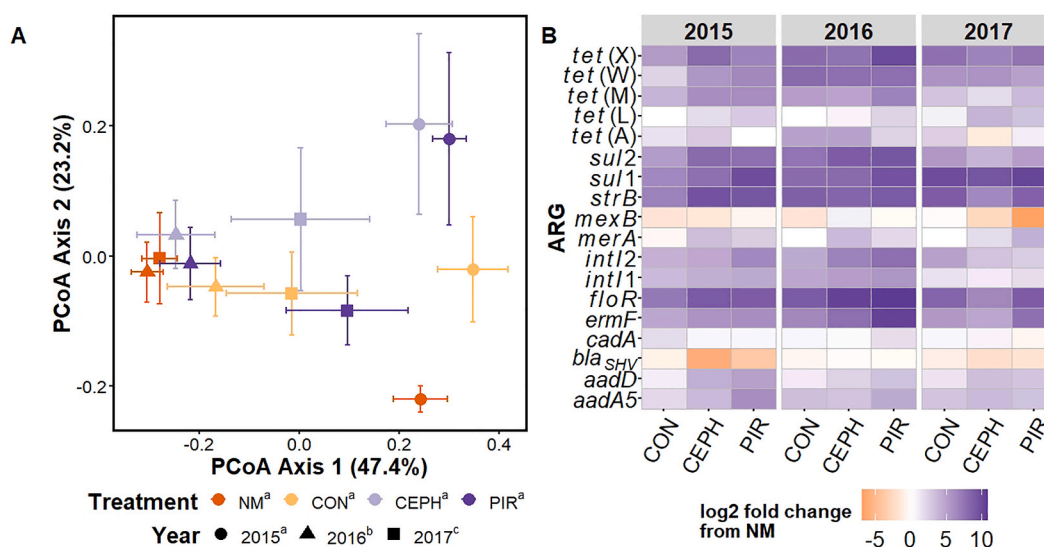 A
PCoA Axis 2 (23.2%)
0.2
0.0
-0.2
-0.2
0.0
0.2
0.4
PCoA Axis 1 (47.4%)
Treatment NMᵃ CONᵃ CEPHᵃ PIRᵃ
Year 2015ᵃ 2016ᵇ 2017ᶜ
B
2015 2016 2017
ARG
tet(X)
tet(W)
tet(M)
tet(L)
tet(A)
sul2
sul1
strB
mexB
merA
intI2
intI1
floR
ermF
cadA
bla SHV
aadD
aadA5
CON CEPH PIR CON CEPH PIR CON CEPH PIR
log2 fold change
from NM
-5 0 5 10